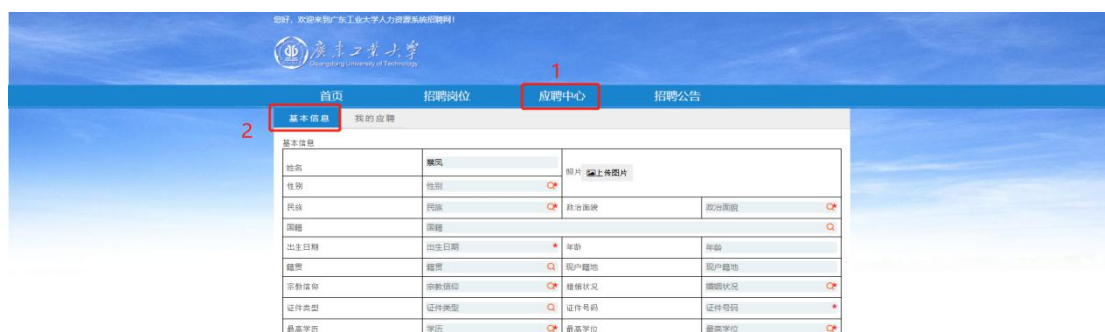 您好，欢迎来到广东工业大学人力资源系统招聘网！
广东工业大学
Guangdong University of Technology
1
首页 招聘岗位 应聘中心 招聘公告
2 基本信息 我的应聘
基本信息
姓名 照片 上传图片
性别 性别 *
民族 民族 * 政治面貌 政治面貌 *
国籍 国籍
出生日期 出生日期 * 年龄 年龄
籍贯 籍贯 现户籍地 现户籍地
宗教信仰 宗教信仰 * 婚姻状况 婚姻状况 *
证件类型 证件类型 证件号码 证件号码 *
最高学历 学历 * 最高学位 最高学位 *